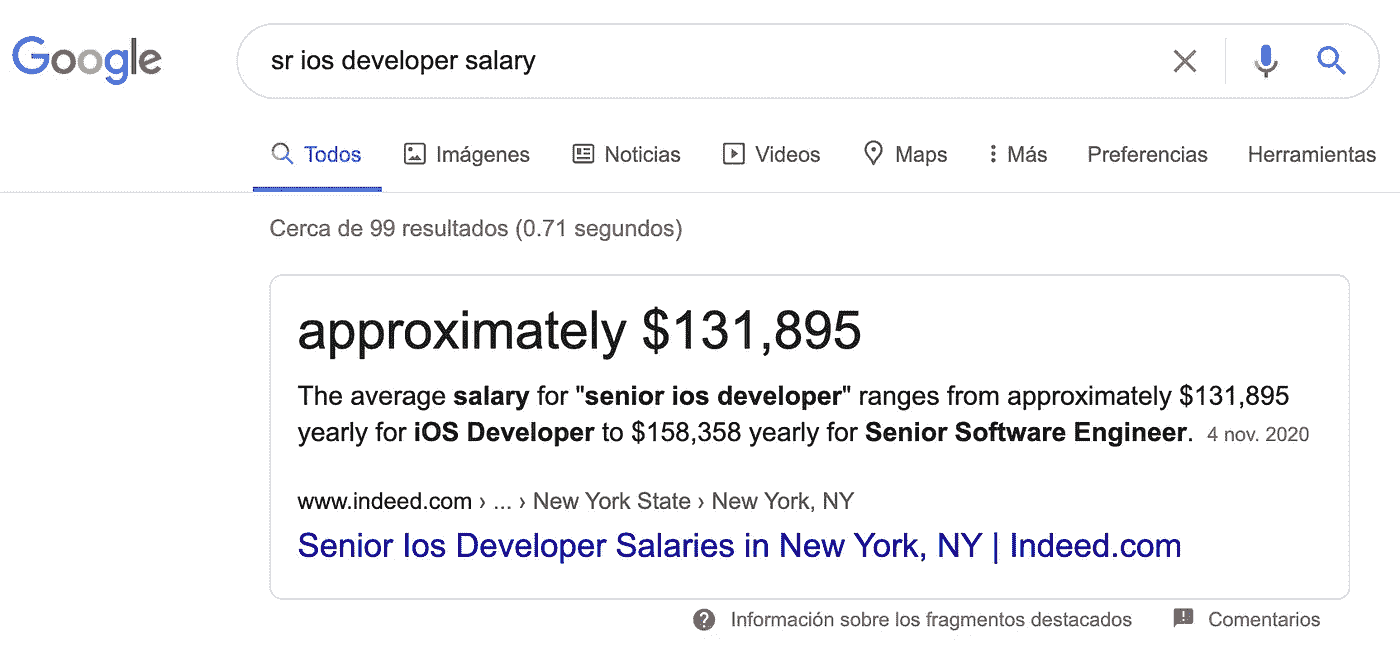 Google
sr ios developer salary
Todos Imágenes Noticias Videos Maps Más Preferencias Herramientas
Cerca de 99 resultados (0.71 segundos)
approximately $131,895
The average salary for "senior ios developer" ranges from approximately $131,895
yearly for iOS Developer to $158,358 yearly for Senior Software Engineer. 4 nov. 2020
www.indeed.com › ... › New York State › New York, NY
Senior Ios Developer Salaries in New York, NY | Indeed.com
Información sobre los fragmentos destacados Comentarios